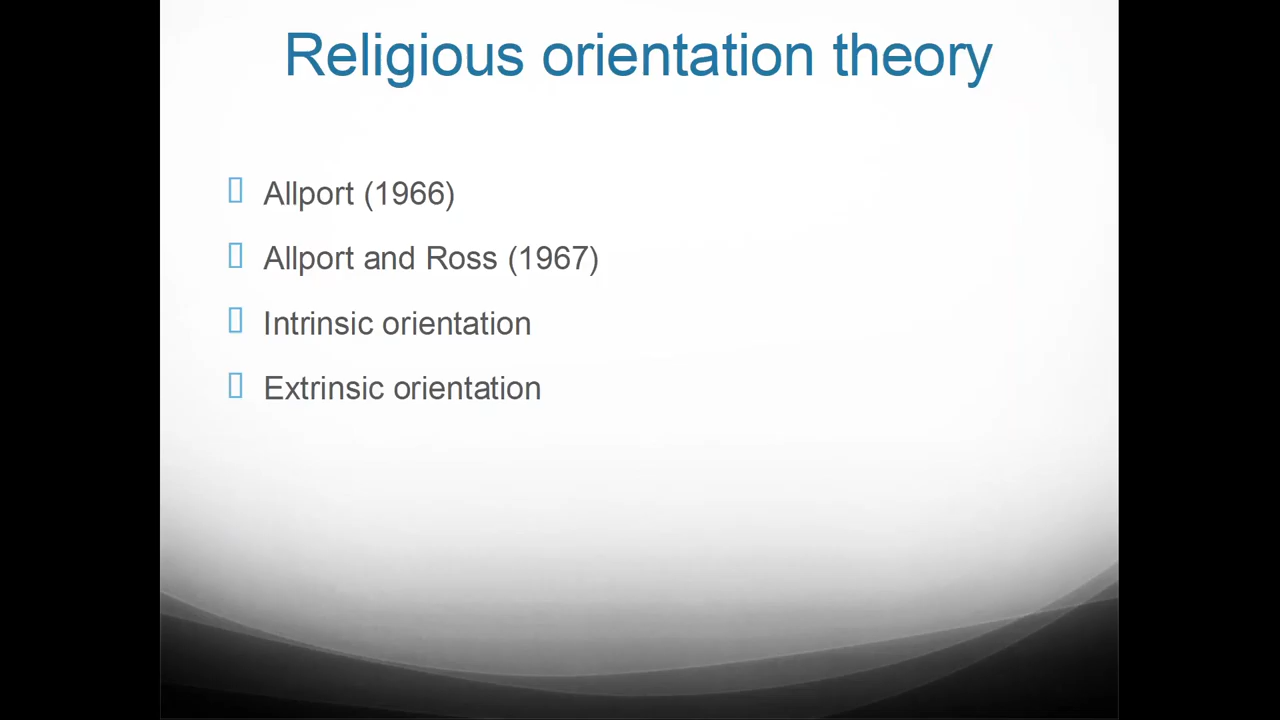 Religious orientation theory
Allport (1966)
Allport and Ross (1967)
Intrinsic orientation
Extrinsic orientation